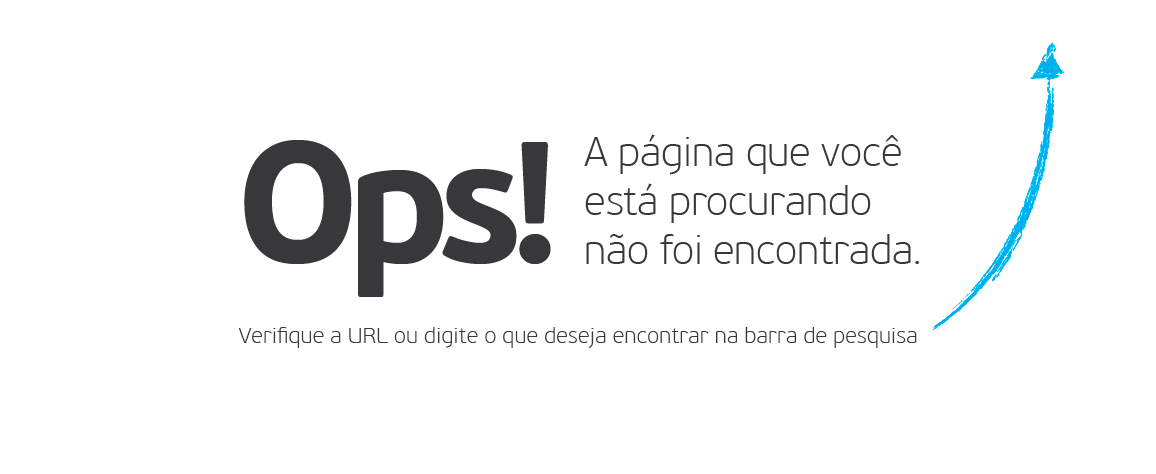 Ops!
A página que você
está procurando
não foi encontrada.
Verifique a URL ou digite o que deseja encontrar na barra de pesquisa